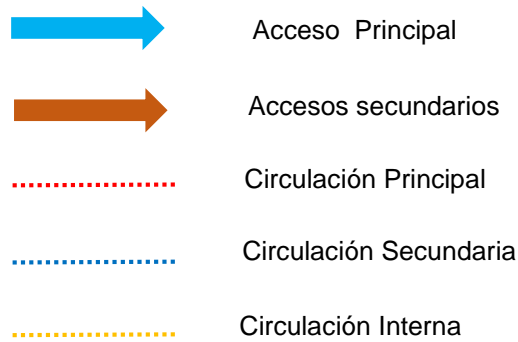 Acceso Principal
Accesos secundarios
Circulación Principal
Circulación Secundaria
Circulación Interna